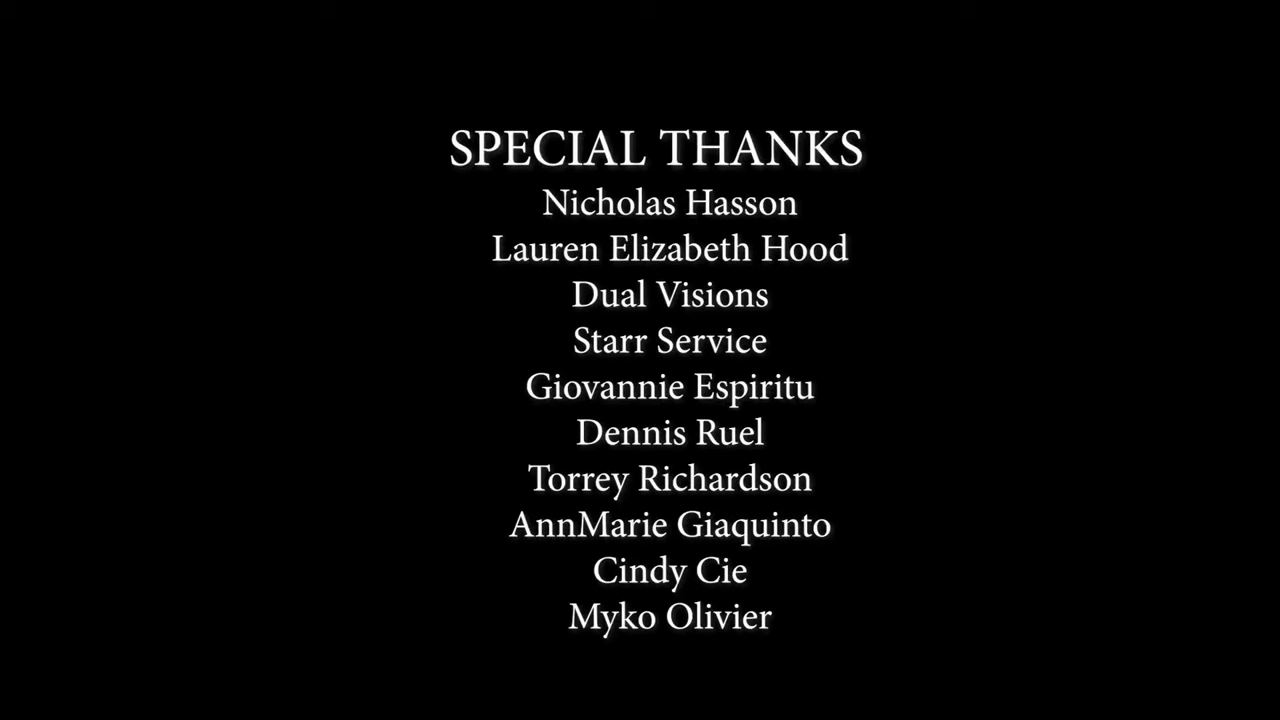 SPECIAL THANKS
Nicholas Hasson
Lauren Elizabeth Hood
Dual Visions
Starr Service
Giovannie Espiritu
Dennis Ruel
Torrey Richardson
AnnMarie Giaquinto
Cindy Cie
Myko Olivier